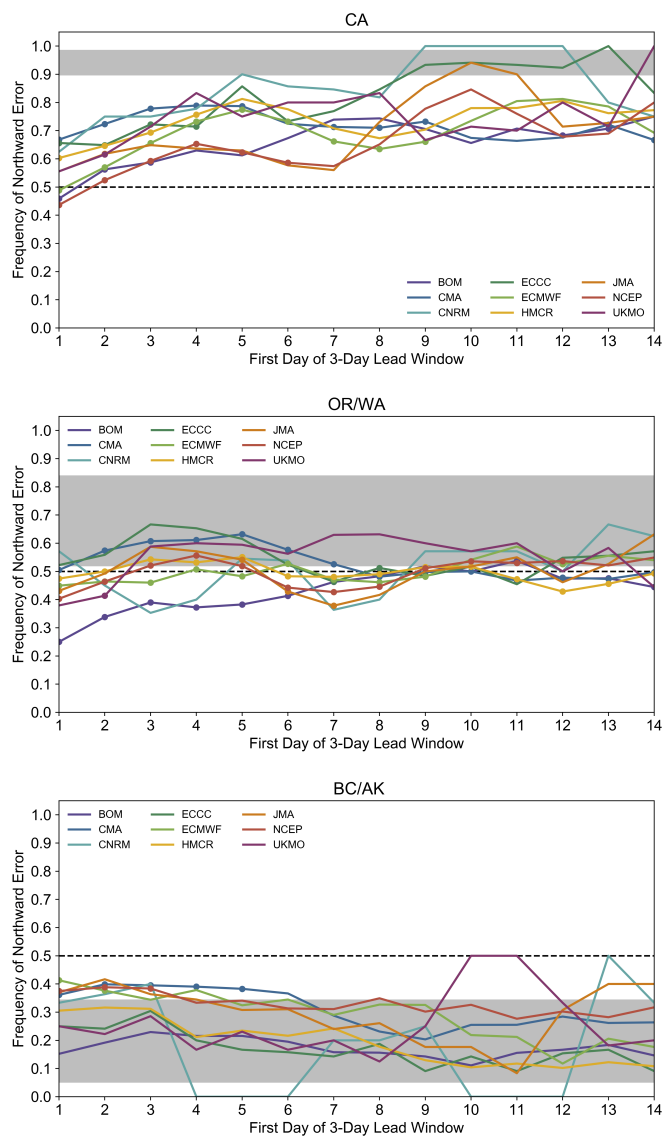 CA
1.0
0.9
0.8
0.7
0.6
0.5
0.4
0.3
0.2
0.1
0.0
Frequency of Northward Error
BOM ECCC JMA
CMA ECMWF NCEP
CNRM HMCR UKMO
1 2 3 4 5 6 7 8 9 10 11 12 13 14
First Day of 3-Day Lead Window
OR/WA
1.0
0.9
0.8
0.7
0.6
0.5
0.4
0.3
0.2
0.1
0.0
Frequency of Northward Error
BOM ECCC JMA
CMA ECMWF NCEP
CNRM HMCR UKMO
1 2 3 4 5 6 7 8 9 10 11 12 13 14
First Day of 3-Day Lead Window
BC/AK
1.0
0.9
0.8
0.7
0.6
0.5
0.4
0.3
0.2
0.1
0.0
Frequency of Northward Error
BOM ECCC JMA
CMA ECMWF NCEP
CNRM HMCR UKMO
1 2 3 4 5 6 7 8 9 10 11 12 13 14
First Day of 3-Day Lead Window